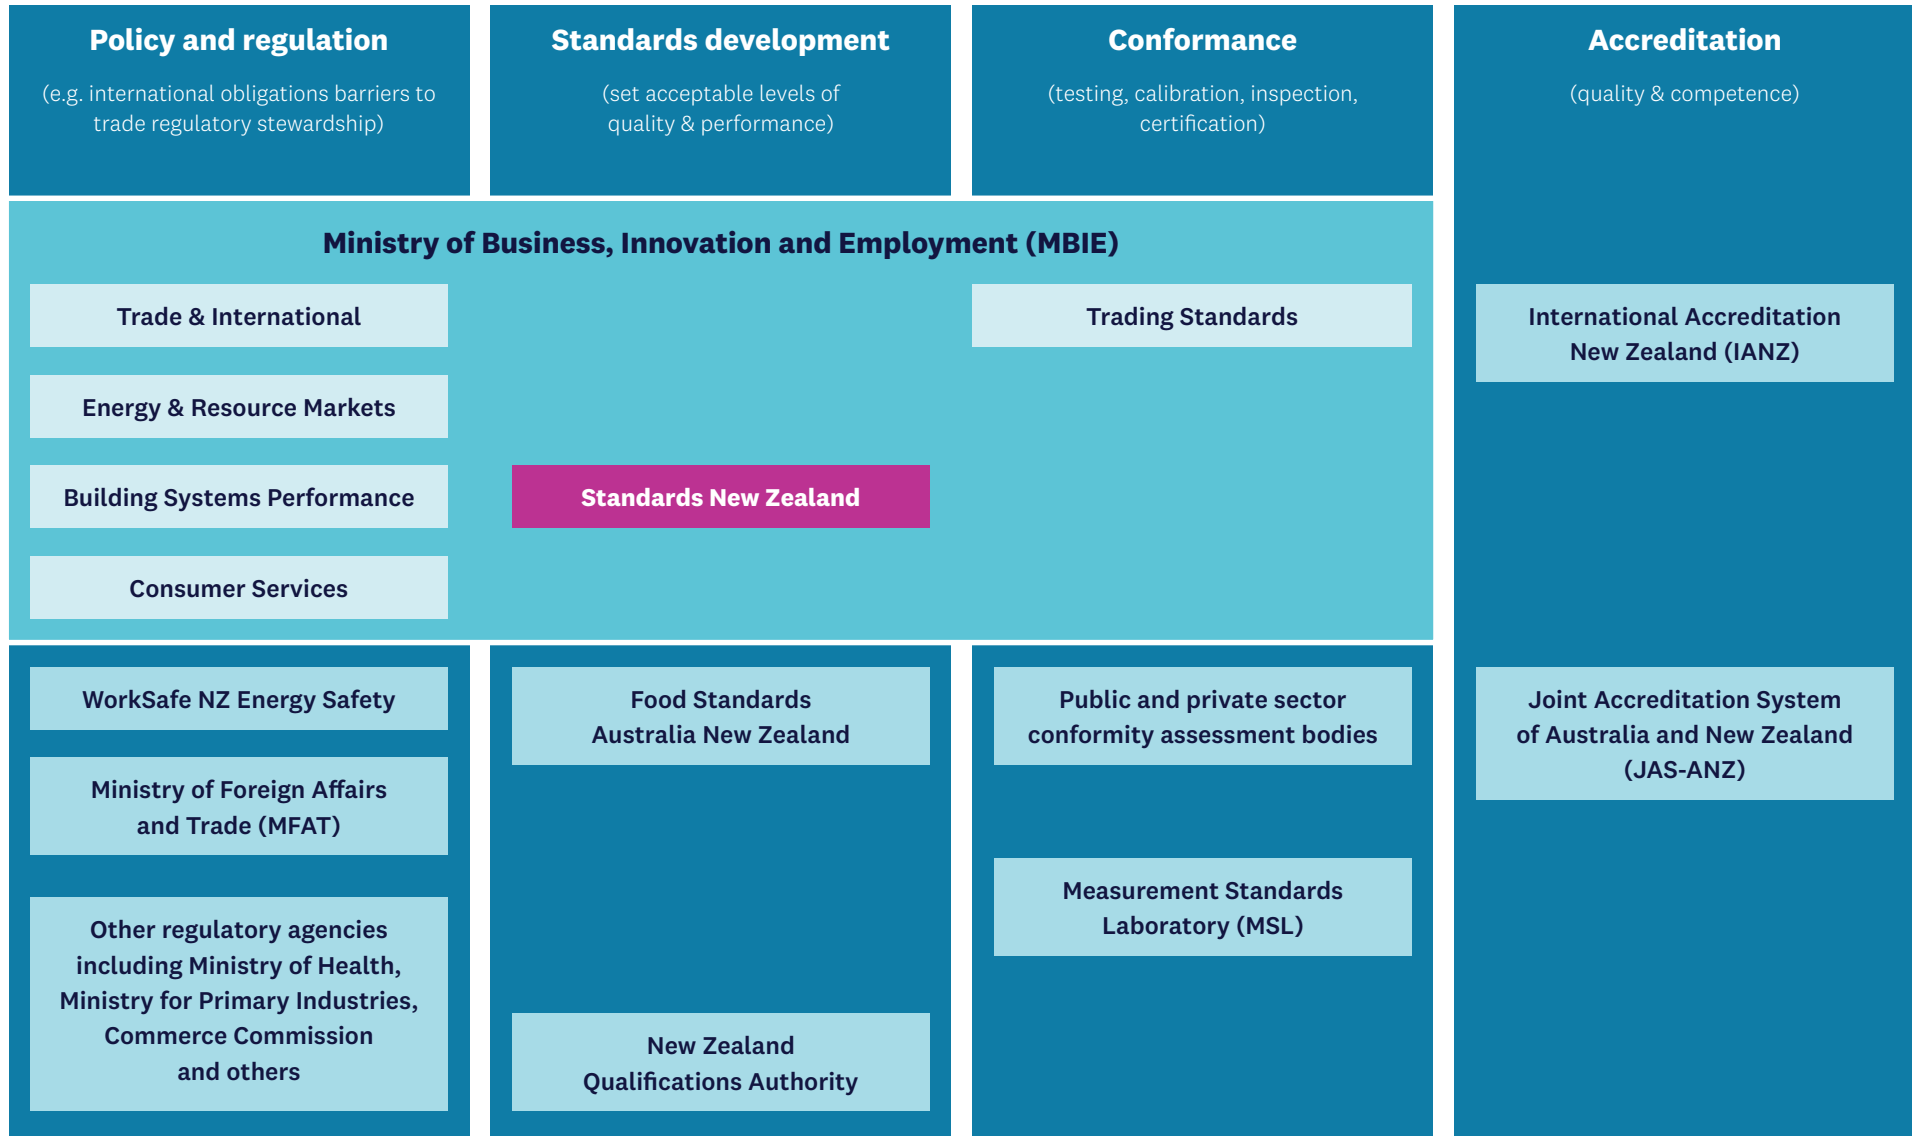 Policy and regulation
(e.g. international obligations barriers to
trade regulatory stewardship)
Standards development
(set acceptable levels of
quality & performance)
Conformance
(testing, calibration, inspection,
certification)
Accreditation
(quality & competence)
Ministry of Business, Innovation and Employment (MBIE)
Trade & International
Energy & Resource Markets
Building Systems Performance
Consumer Services
Standards New Zealand
Trading Standards
International Accreditation
New Zealand (IANZ)
WorkSafe NZ Energy Safety
Ministry of Foreign Affairs
and Trade (MFAT)
Other regulatory agencies
including Ministry of Health,
Ministry for Primary Industries,
Commerce Commission
and others
Food Standards
Australia New Zealand
New Zealand
Qualifications Authority
Public and private sector
conformity assessment bodies
Measurement Standards
Laboratory (MSL)
Joint Accreditation System
of Australia and New Zealand
(JAS-ANZ)